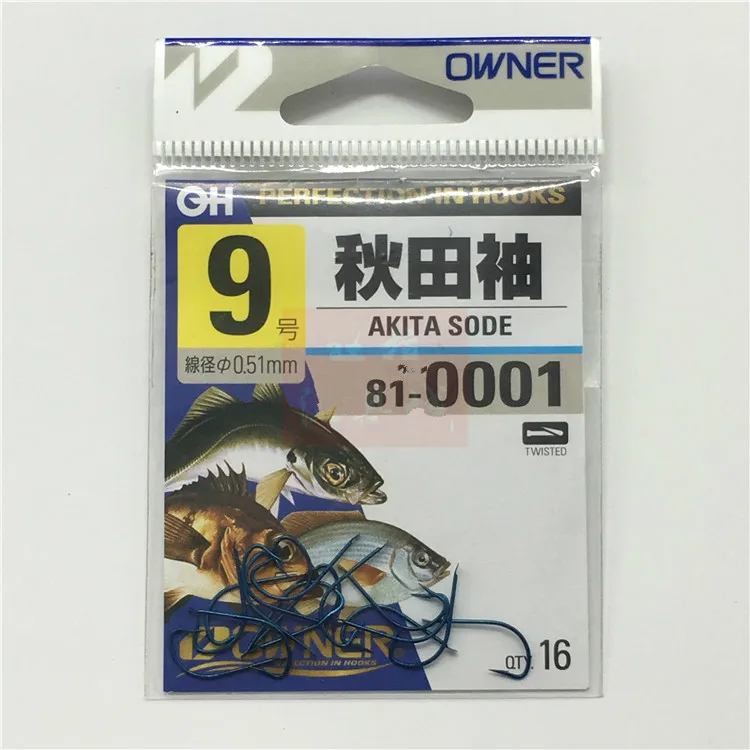 OWNER
OH PERFECTION IN HOOKS
9号
線径φ0.51mm
秋田袖
AKITA SODE
81-0001
TWISTED
OWNER
PERFECTION IN HOOKS
QTY. 16